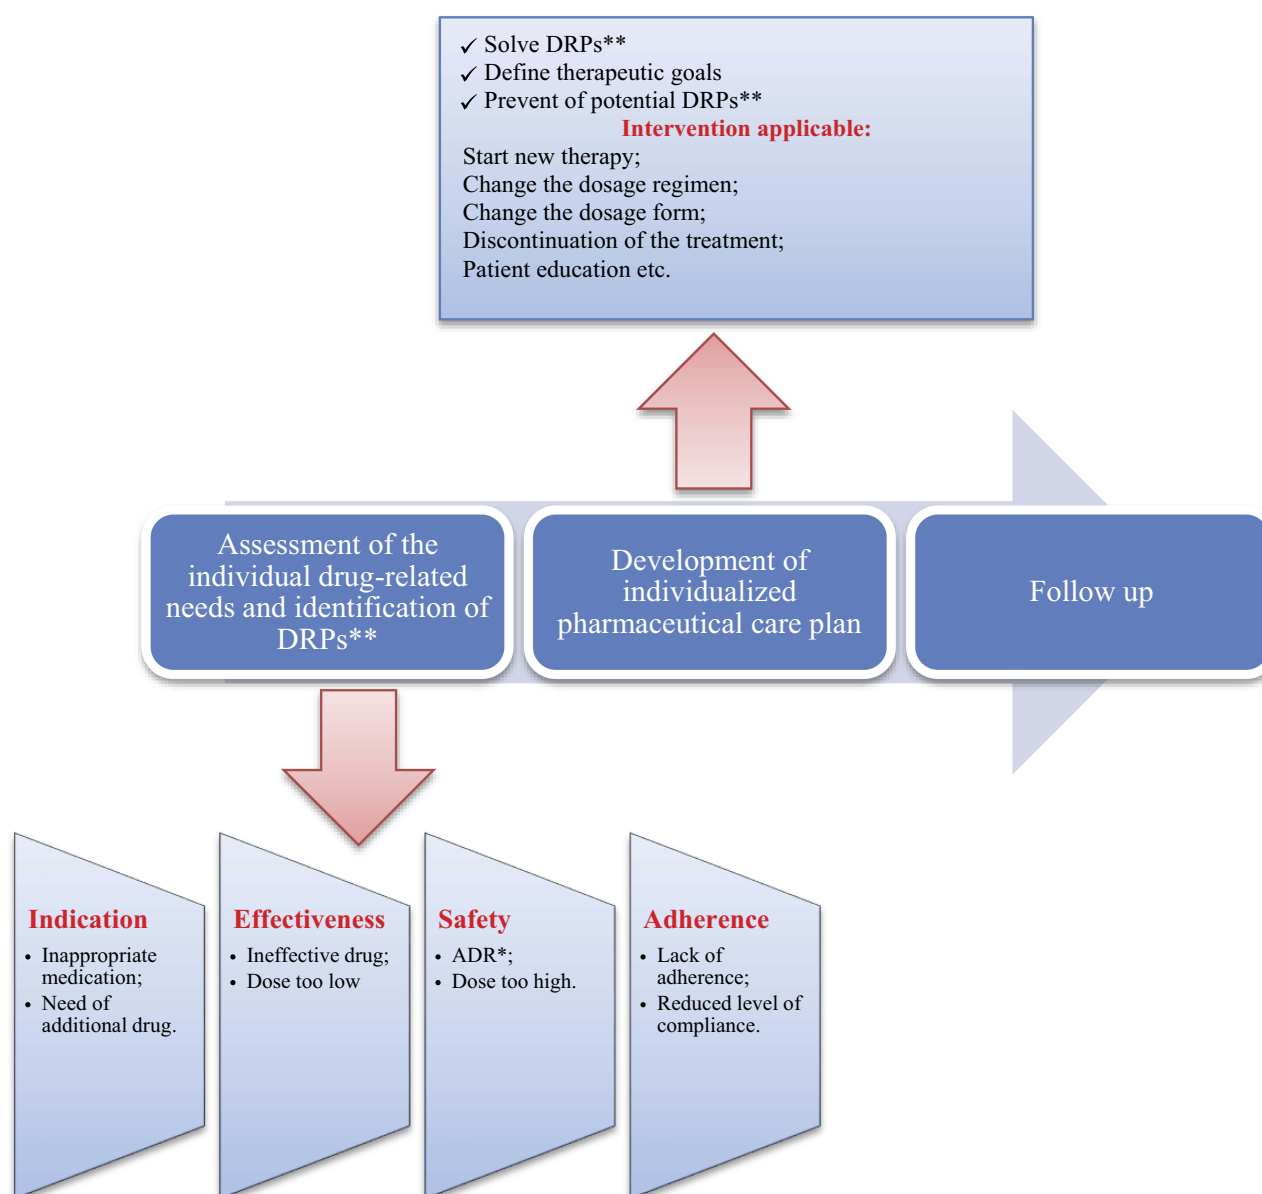 ✓ Solve DRPs**
✓ Define therapeutic goals
✓ Prevent of potential DRPs**
Intervention applicable:
Start new therapy;
Change the dosage regimen;
Change the dosage form;
Discontinuation of the treatment;
Patient education etc.
Assessment of the
individual drug-related
needs and identification of
DRPs**
Development of
individualized
pharmaceutical care plan
Follow up
Indication
• Inappropriate
medication;
• Need of
additional drug.
Effectiveness
• Ineffective drug;
• Dose too low
Safety
• ADR*;
• Dose too high.
Adherence
• Lack of
adherence;
• Reduced level of
compliance.